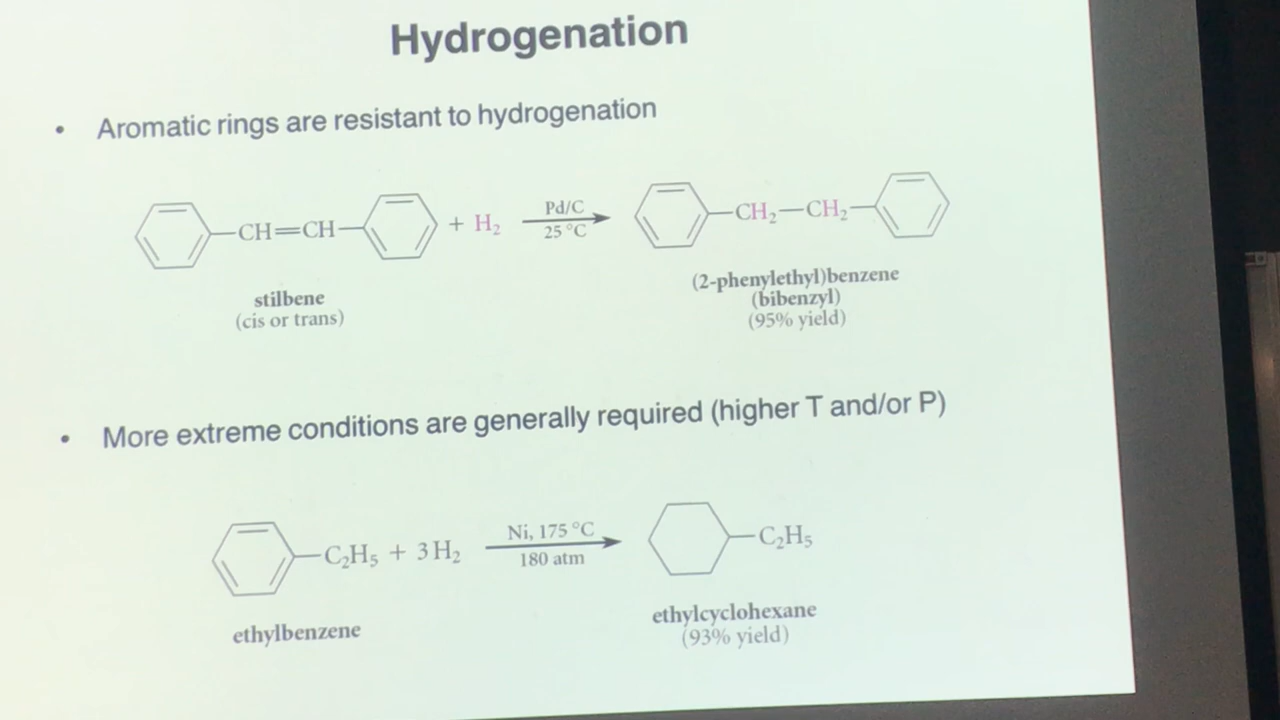 Hydrogenation
• Aromatic rings are resistant to hydrogenation
CH=CH + H₂ Pd/C 25 °C CH₂—CH₂
stilbene
(cis or trans)
(2-phenylethyl)benzene
(bibenzyl)
(95% yield)
• More extreme conditions are generally required (higher T and/or P)
C₂H₅ + 3 H₂ Ni, 175 °C 180 atm C₂H₅
ethylbenzene
ethylcyclohexane
(93% yield)